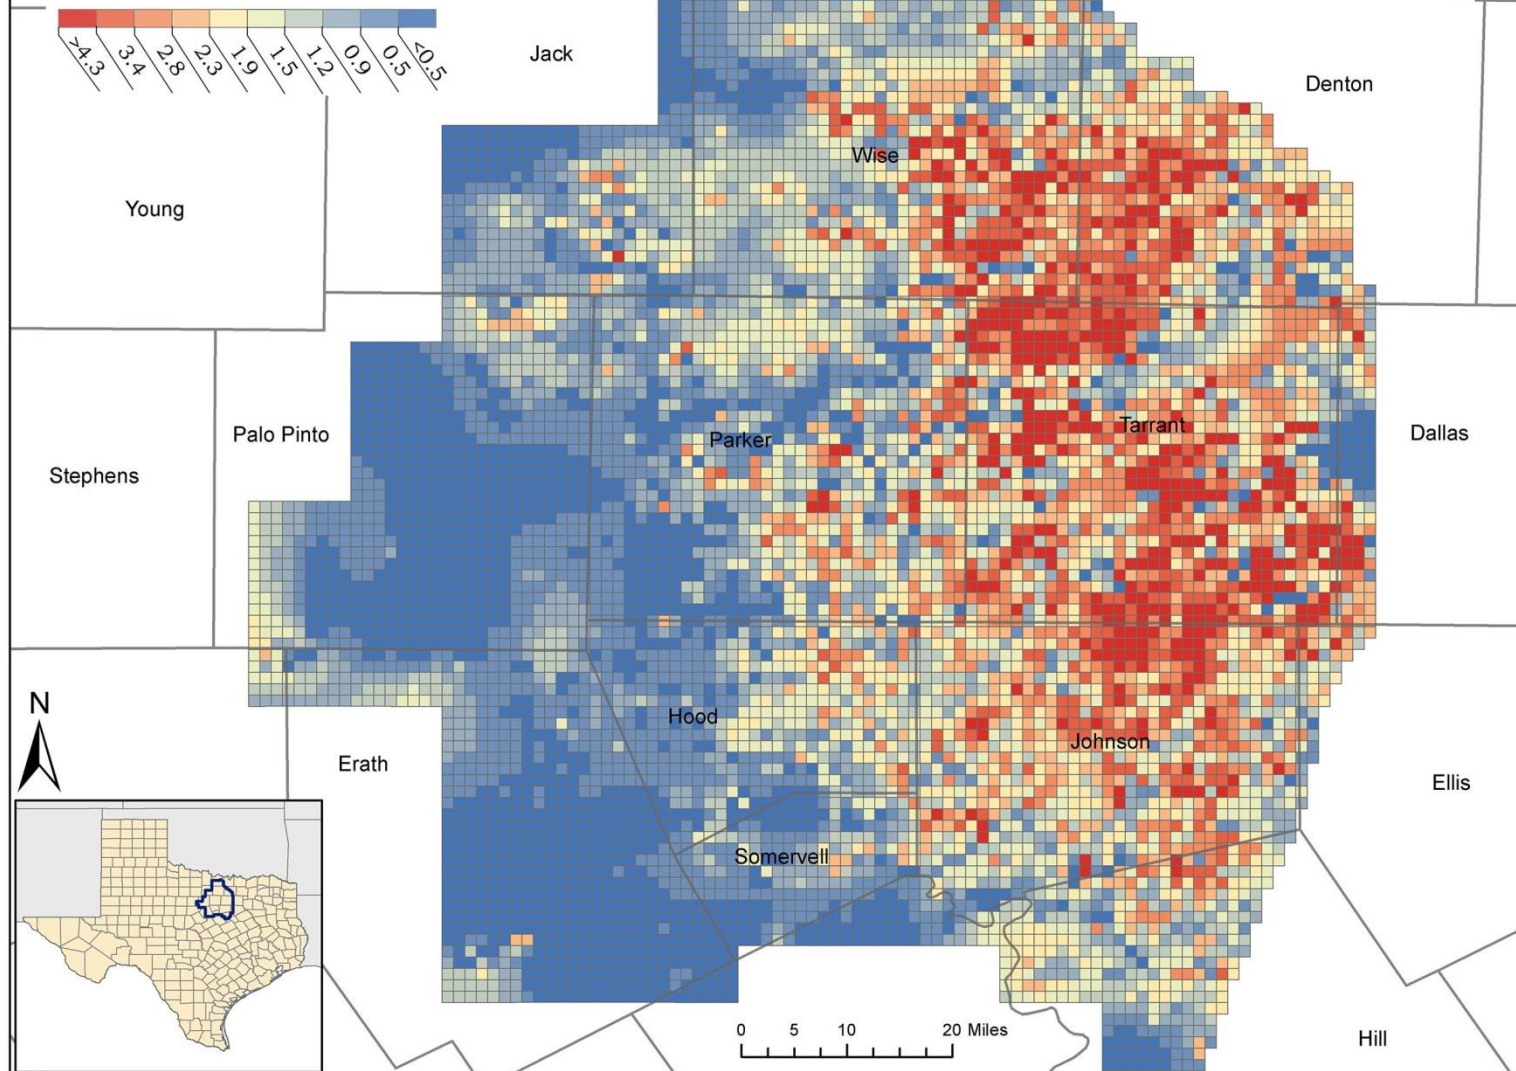 >4.3
3.4
2.8
2.3
1.9
1.5
1.2
0.9
0.5
<0.5
Jack
Denton
Wise
Young
Palo Pinto
Parker
Tarrant
Dallas
Stephens
N
Hood
Johnson
Erath
Ellis
Somervell
0 5 10 20 Miles
Hill